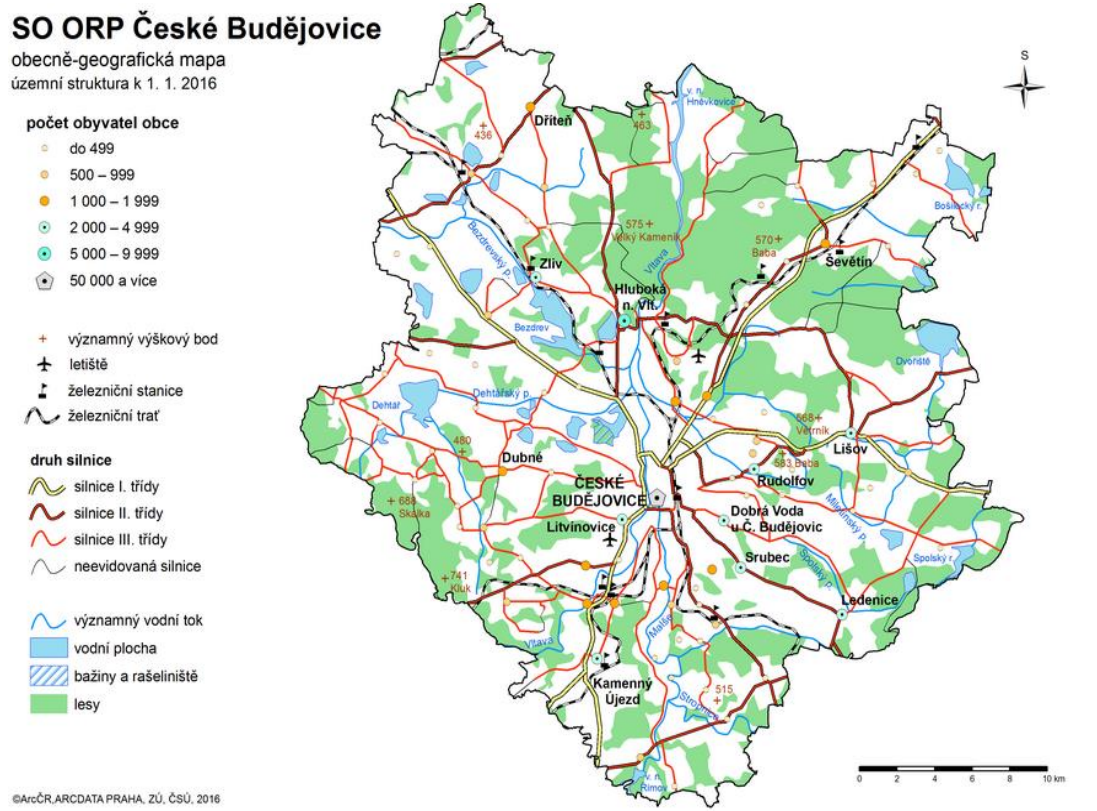 SO ORP České Budějovice
obecně-geografická mapa
územní struktura k 1. 1. 2016
počet obyvatel obce
do 499
500 – 999
1 000 – 1 999
2 000 – 4 999
5 000 – 9 999
50 000 a více
významný výškový bod
letiště
železniční stanice
železniční trať
druh silnice
silnice I. třídy
silnice II. třídy
silnice III. třídy
neevidovaná silnice
významný vodní tok
vodní plocha
bažiny a rašeliniště
lesy
©ArcČR,ARCDATA PRAHA, ZÚ, ČSÚ, 2016
S
v. n.
Hněvkovice
Dříteň
436
463
Bošilecký r.
575
Velký Kameník
570
Baba
Ševětín
Vltava
Bezdrevský p.
Zliv
Hluboká
n. Vlt.
Bezdrev
Dvořiště
Dehtářský p.
Dehtář
568
Větrník
Lišov
480
583 Baba
Dubné
Rudolfov
ČESKÉ
BUDĚJOVICE
688
Skalka
Dobrá Voda
u Č. Budějovic
Litvínovice
Miletínský p.
Spolský r.
Srubec
Spolský p.
741
Kluk
Ledenice
Malše
Vltava
Kamenný
Újezd
515
Stropnice
v. n.
Římov
0 2 4 6 8 10 km